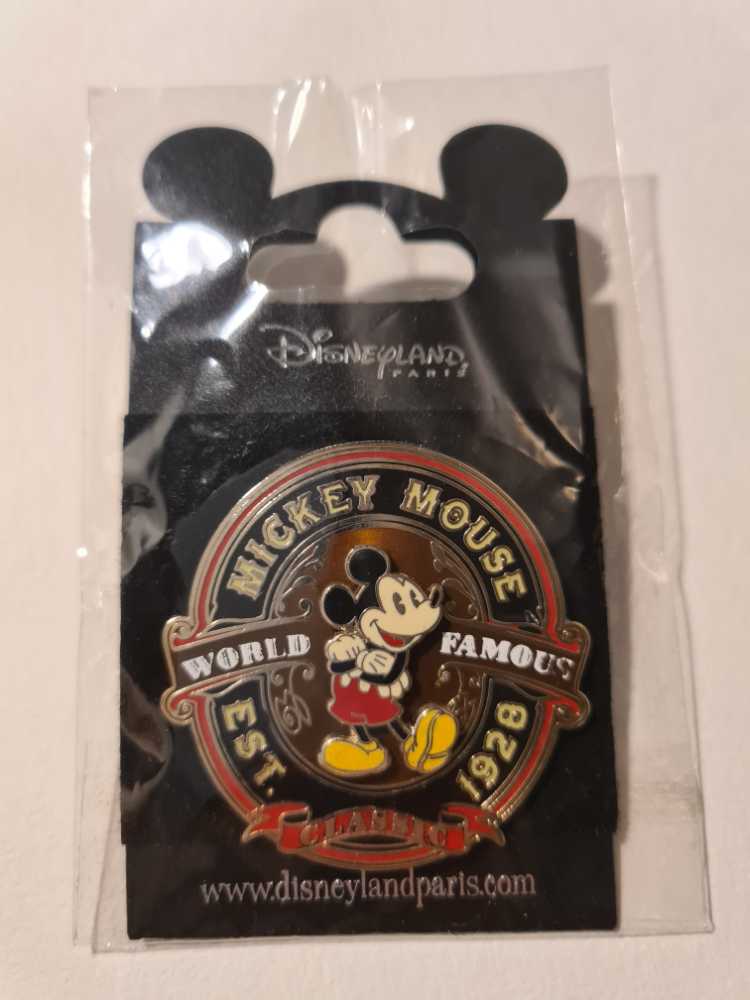 Disneyland
PARIS
MICKEY MOUSE
WORLD FAMOUS
EST. 1928
CLASSIC
www.disneylandparis.com